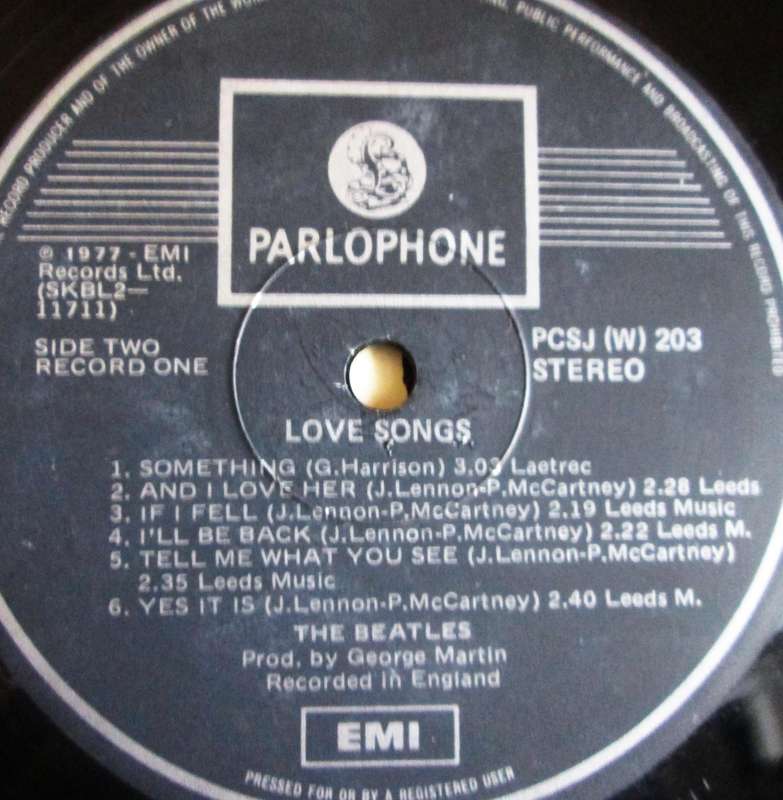 RECORD PRODUCER AND OF THE OWNER OF THE
PUBLIC PERFORMANCE AND BROADCASTING OF THIS RECORD PROHIBITED
PARLOPHONE
℗ 1977 - EMI
Records Ltd.
(SKBL2—
11711)
SIDE TWO
RECORD ONE
PCSJ (W) 203
STEREO
LOVE SONGS
1. SOMETHING (G.Harrison) 3.03 Laetrec
2. AND I LOVE HER (J.Lennon-P.McCartney) 2.28 Leeds
3. IF I FELL (J.Lennon-P.McCartney) 2.19 Leeds Music
4. I'LL BE BACK (J.Lennon-P.McCartney) 2.22 Leeds M.
5. TELL ME WHAT YOU SEE (J.Lennon-P.McCartney)
2.35 Leeds Music
6. YES IT IS (J.Lennon-P.McCartney) 2.40 Leeds M.
THE BEATLES
Prod. by George Martin
Recorded in England
EMI
PRESSED FOR OR BY A REGISTERED USER